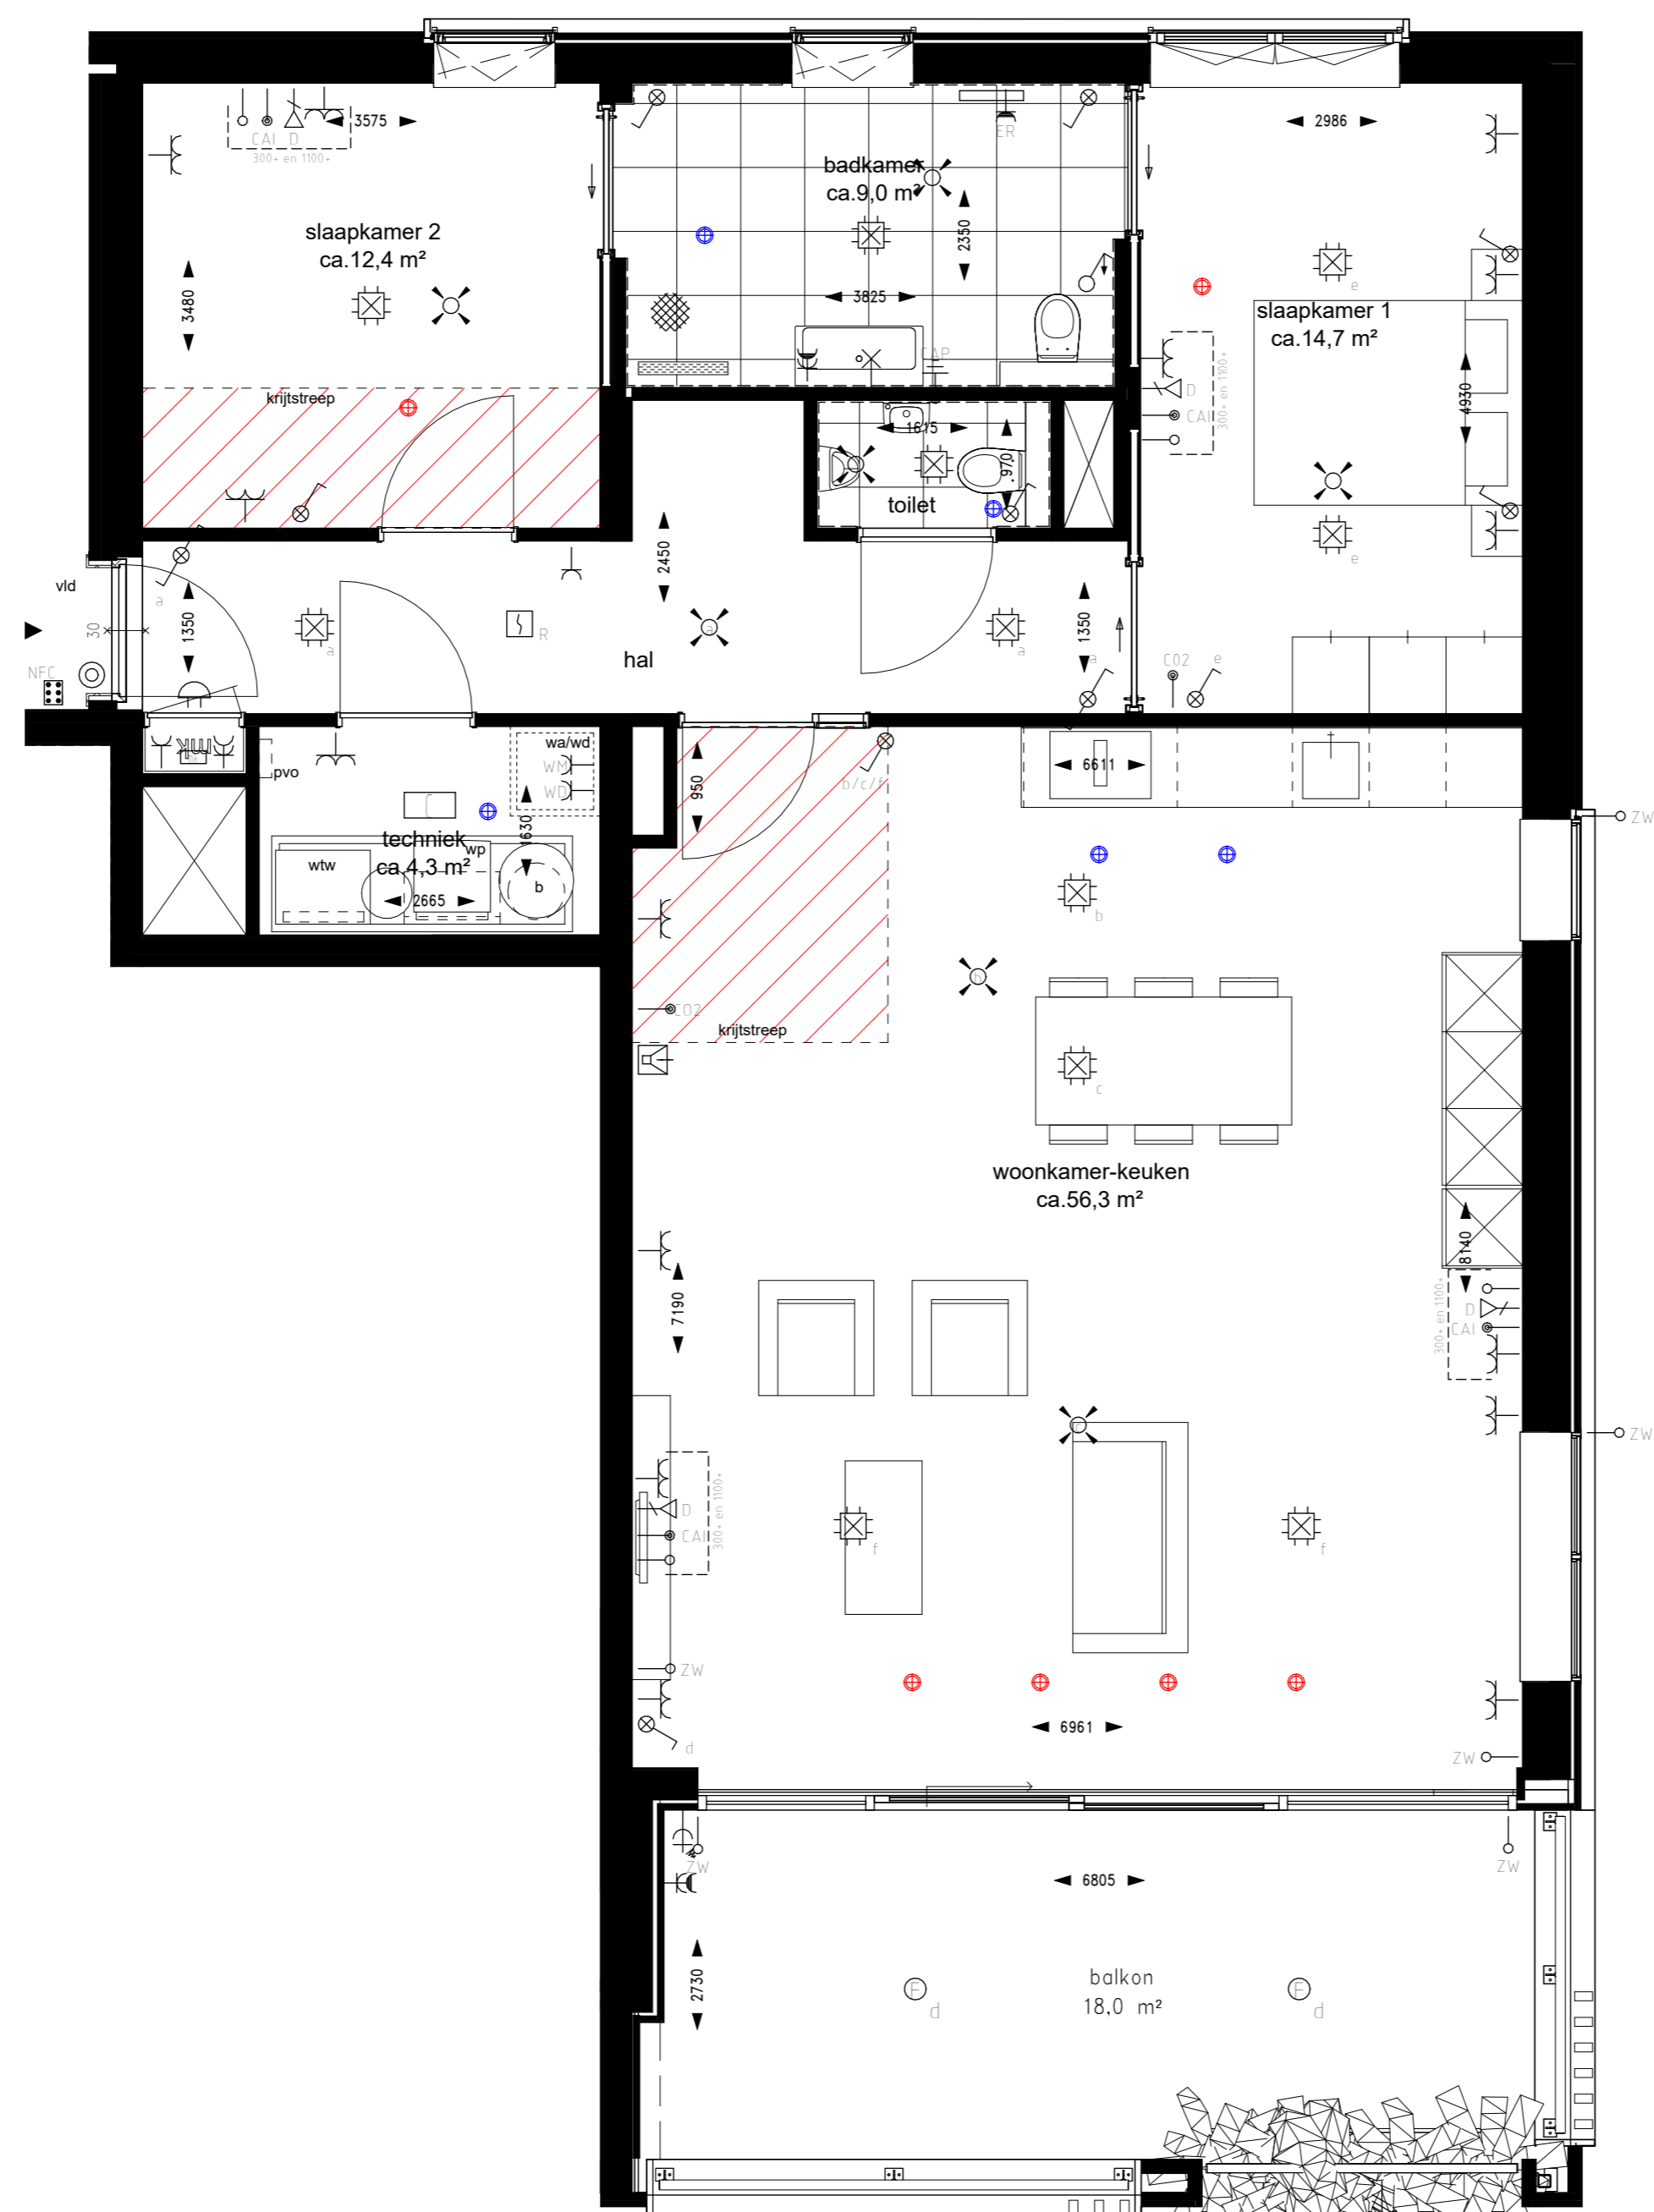 CAI D
300+ en 1100+
3575
slaapkamer 2
ca.12,4 m²
3480
krijtstreep
badkamer
ca.9,0 m²
ER
2350
3825
CAP
2986
slaapkamer 1
ca.14,7 m²
e
D
CAI
300+ en 1100+
4930
e
1615
970
toilet
vld
30
NFC
a
1350
a
R
2450
a
hal
a
1350
a
CO2
e
mk
pvo
wa/wd
WM
WD
1630
techniek
ca.4,3 m²
wtw
wp
b
2665
950
b/c/f
6611
ZW
b
b
CO2
krijtstreep
c
woonkamer-keuken
ca.56,3 m²
8140
7190
300+ en 1100+
D
CAI
ZW
D
CAI
300+ en 1100+
f
f
ZW
d
6961
ZW
ZW
ZW
6805
2730
balkon
18,0 m²
F
d
F
d